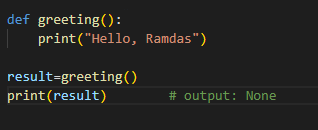 def greeting():
    print("Hello, Ramdas")

result=greeting()
print(result)        # output: None